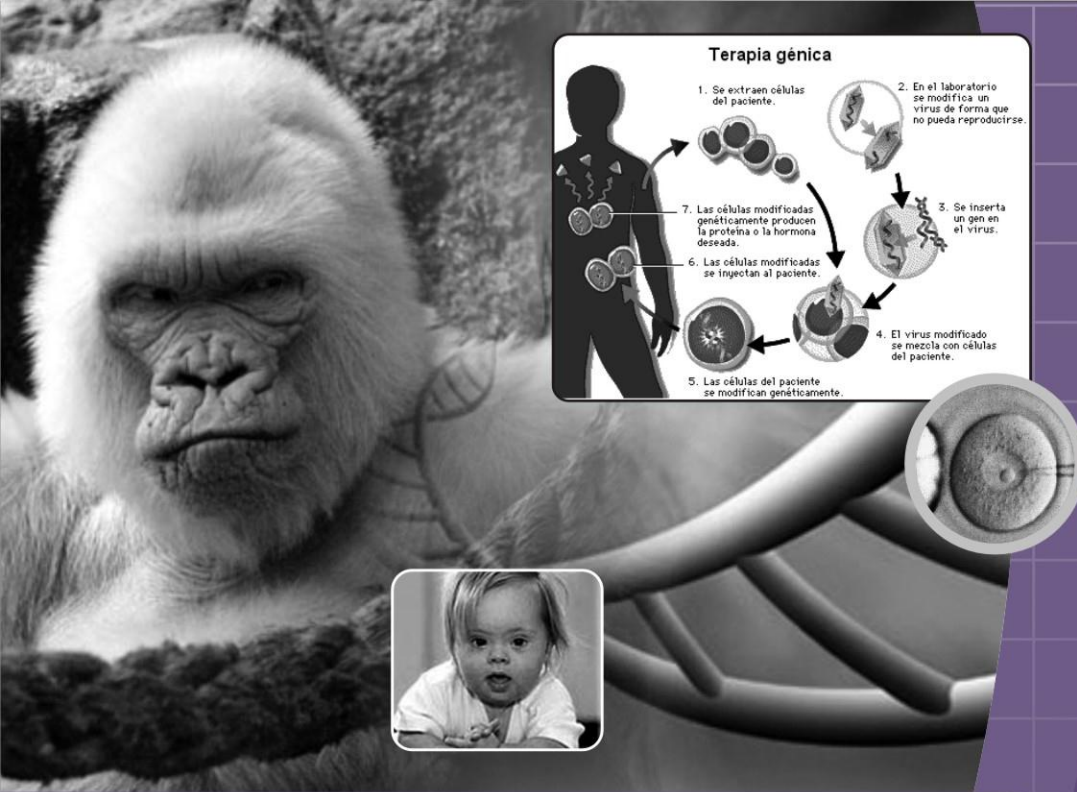 Terapia génica
1. Se extraen células
del paciente.
2. En el laboratorio
se modifica un
virus de forma que
no pueda reproducirse.
3. Se inserta
un gen en
el virus.
4. El virus modificado
se mezcla con células
del paciente.
5. Las células del paciente
se modifican genéticamente.
6. Las células modificadas
se inyectan al paciente.
7. Las células modificadas
genéticamente producen
la proteína o la hormona
deseada.